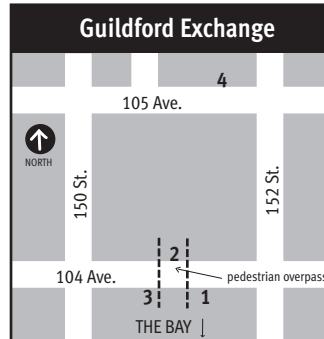 Guildford Exchange
4
105 Ave.
NORTH
150 St.
152 St.
2
104 Ave.
pedestrian overpass
3
1
THE BAY